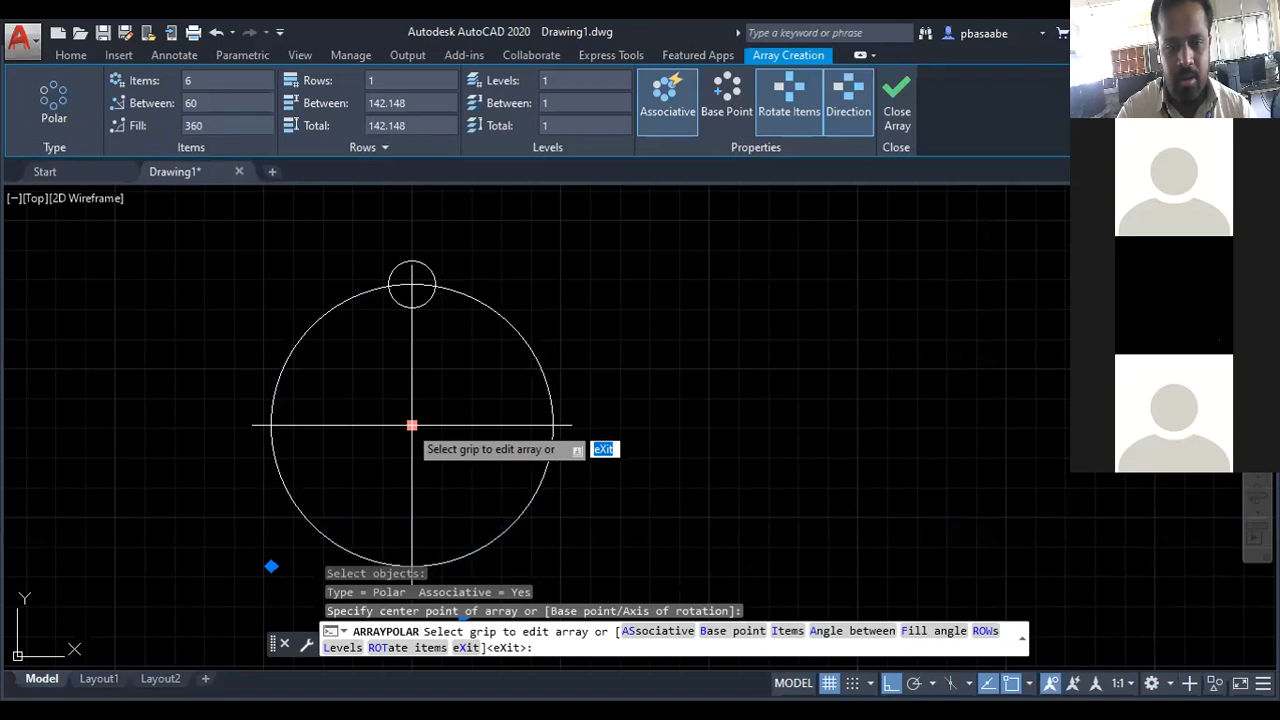 Autodesk AutoCAD 2020 Drawing1.dwg
Type a keyword or phrase
pbasaabe
Home Insert Annotate Parametric View Manage Output Add-ins Collaborate Express Tools Featured Apps Array Creation
Polar
Type
Items: 6
Between: 60
Fill: 360
Items
Rows: 1
Between: 142.148
Total: 142.148
Rows
Levels: 1
Between: 1
Total: 1
Levels
Associative
Base Point
Rotate Items
Direction
Properties
Close
Array
Close
Start
Drawing1*
[−][Top][2D Wireframe]
Select grip to edit array or
eXit
Select objects:
Type = Polar Associative = Yes
Specify center point of array or [Base point/Axis of rotation]:
ARRAYPOLAR Select grip to edit array or [ASsociative Base point Items Angle between Fill angle ROWs
Levels ROTate items eXit]<eXit>:
Y
X
Model Layout1 Layout2 +
MODEL
1:1